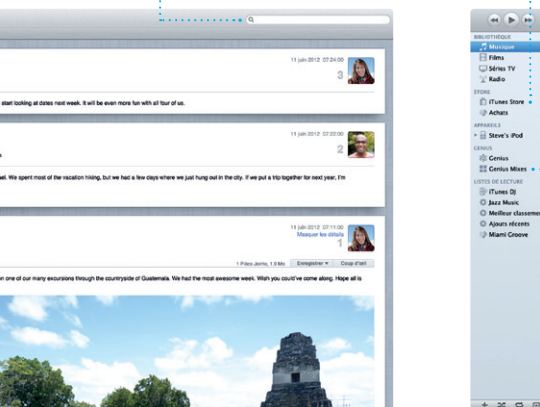 11 juin 2012 07:24:00
3
start looking at dates next week. It will be even more fun with all four of us.
11 juin 2012 07:22:00
2
We spent most of the vacation hiking, but we had a few days where we just hung out in the city. If we put a trip together for next year, I'm
11 juin 2012 07:11:00
Masquer les détails
1
1 Pièce jointe, 1,9 Mo Enregistrer Coup d'œil
on one of our many excursions through the countryside of Guatemala. We had the most awesome week. Wish you could've come along. Hope all is
BIBLIOTHÈQUE
Musique
Films
Séries TV
Radio
STORE
iTunes Store
Achats
APPAREILS
Steve's iPod
GENIUS
Genius
Genius Mixes
LISTES DE LECTURE
iTunes DJ
Jazz Music
Meilleur classeme
Ajouts récents
Miami Groove